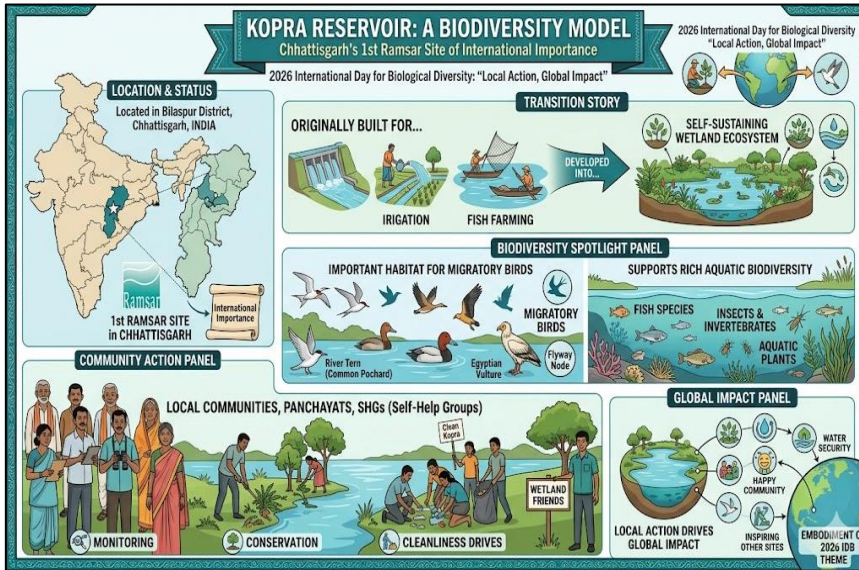 KOPRA RESERVOIR: A BIODIVERSITY MODEL
Chhattisgarh's 1st Ramsar Site of International Importance
2026 International Day for Biological Diversity: "Local Action, Global Impact"
2026 International Day for Biological Diversity
"Local Action, Global Impact"
LOCATION & STATUS
Located in Bilaspur District,
Chhattisgarh, INDIA
Ramsar
International
Importance
1st RAMSAR SITE
in CHHATTISGARH
TRANSITION STORY
ORIGINALLY BUILT FOR...
IRIGATION
FISH FARMING
DEVELOPED
INTO...
SELF-SUSTAINING
WETLAND ECOSYSTEM
BIODIVERSITY SPOTLIGHT PANEL
IMPORTANT HABITAT FOR MIGRATORY BIRDS
MIGRATORY
BIRDS
River Tern
(Common Pochard)
Egyptian
Vulture
Flyway
Node
SUPPORTS RICH AQUATIC BIODIVERSITY
FISH SPECIES
INSECTS &
INVERTEBRATES
AQUATIC
PLANTS
COMMUNITY ACTION PANEL
LOCAL COMMUNITIES, PANCHAYATS, SHGs (Self-Help Groups)
Clean
Kopra
WETLAND
FRIENDS
MONITORING
CONSERVATION
CLEANLINESS DRIVES
GLOBAL IMPACT PANEL
WATER
SECURITY
HAPPY
COMMUNITY
INSPIRING
OTHER SITES
LOCAL ACTION DRIVES
GLOBAL IMPACT
EMBODIMENT O
2026 IDB
THEME